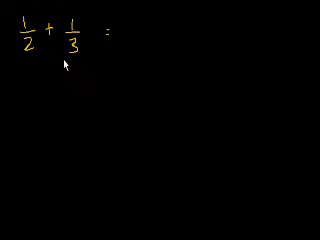 1/2 + 1/3 =